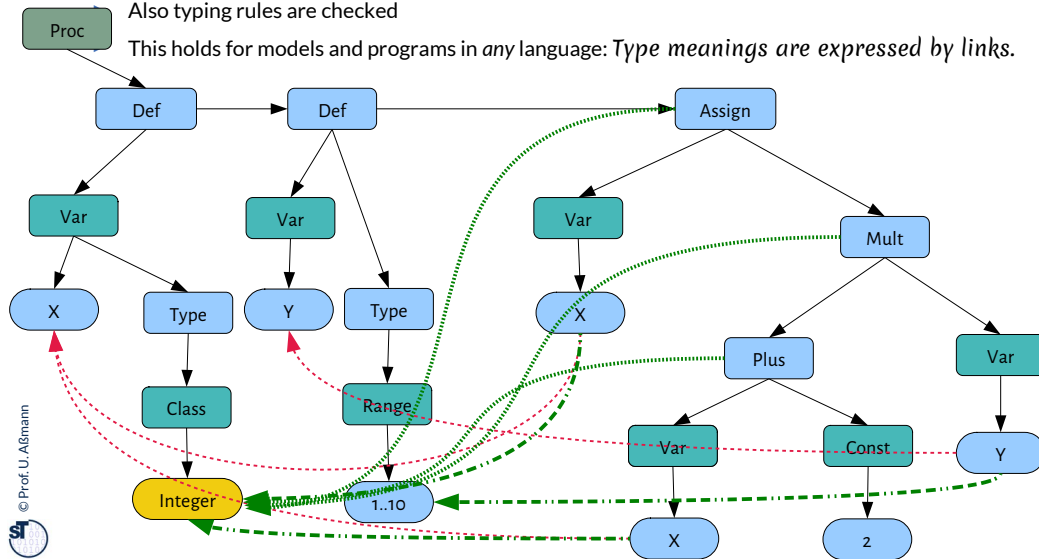 Also typing rules are checked
Proc
This holds for models and programs in any language: Type meanings are expressed by links.
Def
Def
Assign
Var
Var
Var
Mult
X
Type
Y
Type
X
Plus
Var
Class
Range
Var
Const
Y
Integer
1..10
X
2
© Prof. U. Aßmann
ST